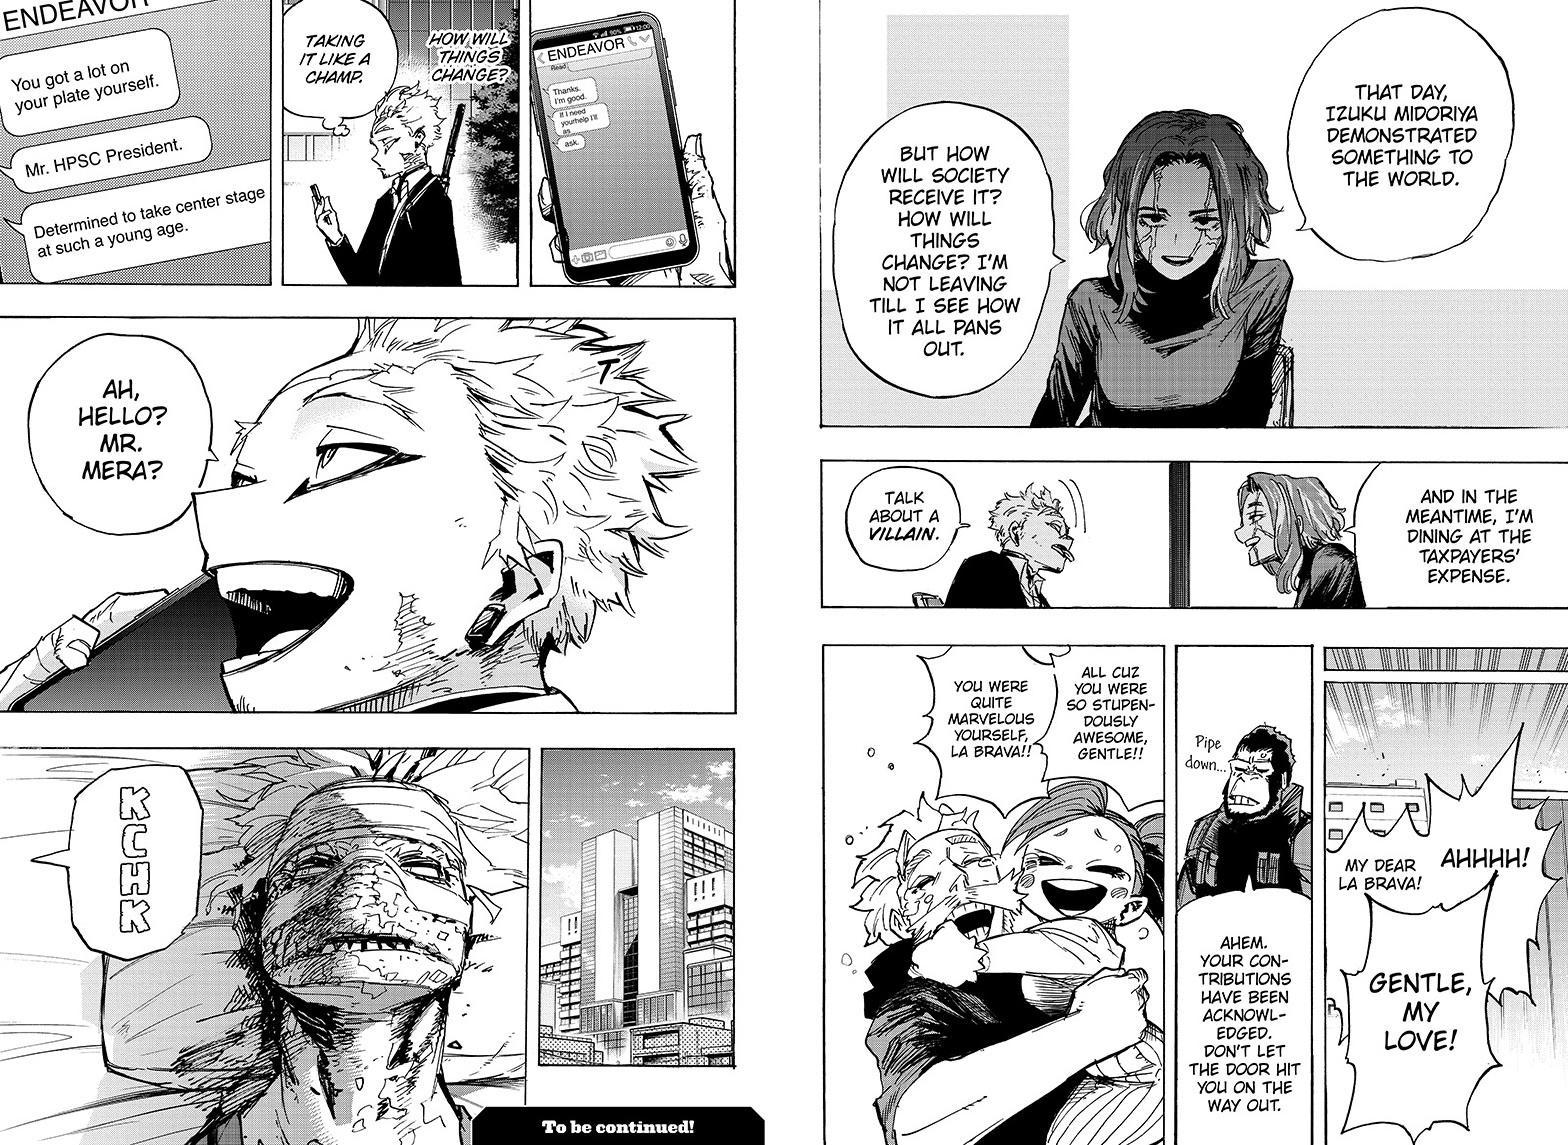 THAT DAY,
IZUKU MIDORIYA
DEMONSTRATED
SOMETHING TO
THE WORLD.
BUT HOW
WILL SOCIETY
RECEIVE IT?
HOW WILL
THINGS
CHANGE? I'M
NOT LEAVING
TILL I SEE HOW
IT ALL PANS
OUT.
AND IN THE
MEANTIME, I'M
DINING AT THE
TAXPAYERS'
EXPENSE.
TALK
ABOUT A
VILLAIN.
AHHHH!
MY DEAR
LA BRAVA!
GENTLE,
MY
LOVE!
Pipe
down...
AHEM.
YOUR CON-
TRIBUTIONS
HAVE BEEN
ACKNOWL-
EDGED.
DON'T LET
THE DOOR HIT
YOU ON THE
WAY OUT.
ALL CUZ
YOU WERE
SO STUPEN-
DOUSLY
AWESOME,
GENTLE!!
YOU WERE
QUITE
MARVELOUS
YOURSELF,
LA BRAVA!!
90% 12:00
ENDEAVOR
Read
Thanks.
I'm good.
If I need
yourhelp I'll
as
ask.
HOW WILL
THINGS
CHANGE?
TAKING
IT LIKE A
CHAMP.
ENDEAVOR
You got a lot on
your plate yourself.
Mr. HPSC President.
Determined to take center stage
at such a young age.
AH,
HELLO?
MR.
MERA?
KCHK
To be continued!